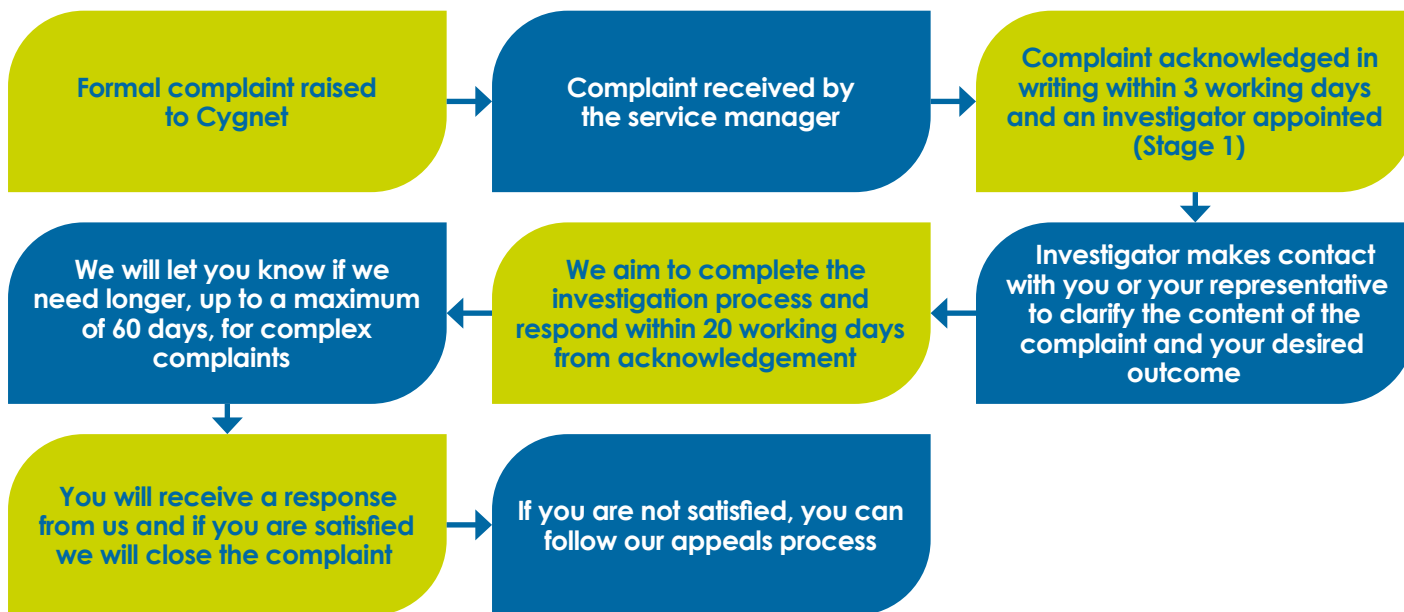 Formal complaint raised
to Cygnet
Complaint received by
the service manager
Complaint acknowledged in
writing within 3 working days
and an investigator appointed
(Stage 1)
Investigator makes contact
with you or your representative
to clarify the content of the
complaint and your desired
outcome
We aim to complete the
investigation process and
respond within 20 working days
from acknowledgement
We will let you know if we
need longer, up to a maximum
of 60 days, for complex
complaints
You will receive a response
from us and if you are satisfied
we will close the complaint
If you are not satisfied, you can
follow our appeals process